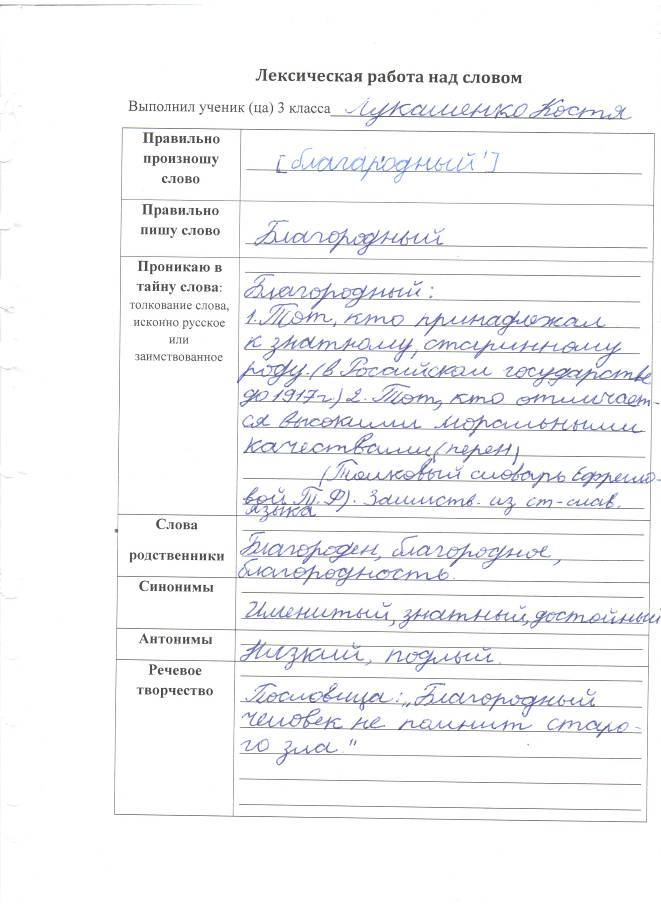 Лексическая работа над словом
Выполнил ученик (ца) 3 класса Лукашенко Костя
Правильно
произношу
слово
[благар́одный']
Правильно
пишу слово
Благородный
Проникаю в
тайну слова:
толкование слова,
исконно русское
или
заимствованное
Благородный:
1. Тот, кто принадлежал
к знатному, старинному
роду. (в Российском государстве
до 1917 г.) 2. Тот, кто отличает-
ся высокими моральными
качествами (перен)
(Толковый словарь Ефремо-
вой Т. Ф). Заимств. из ст-слав.
языка
Слова
родственники
Благороден, благородное,
благородность.
Синонимы
Именитый, знатный, достойный
Антонимы
Низкий, подлый.
Речевое
творчество
Пословица: „Благородный
человек не помнит старо-
го зла."